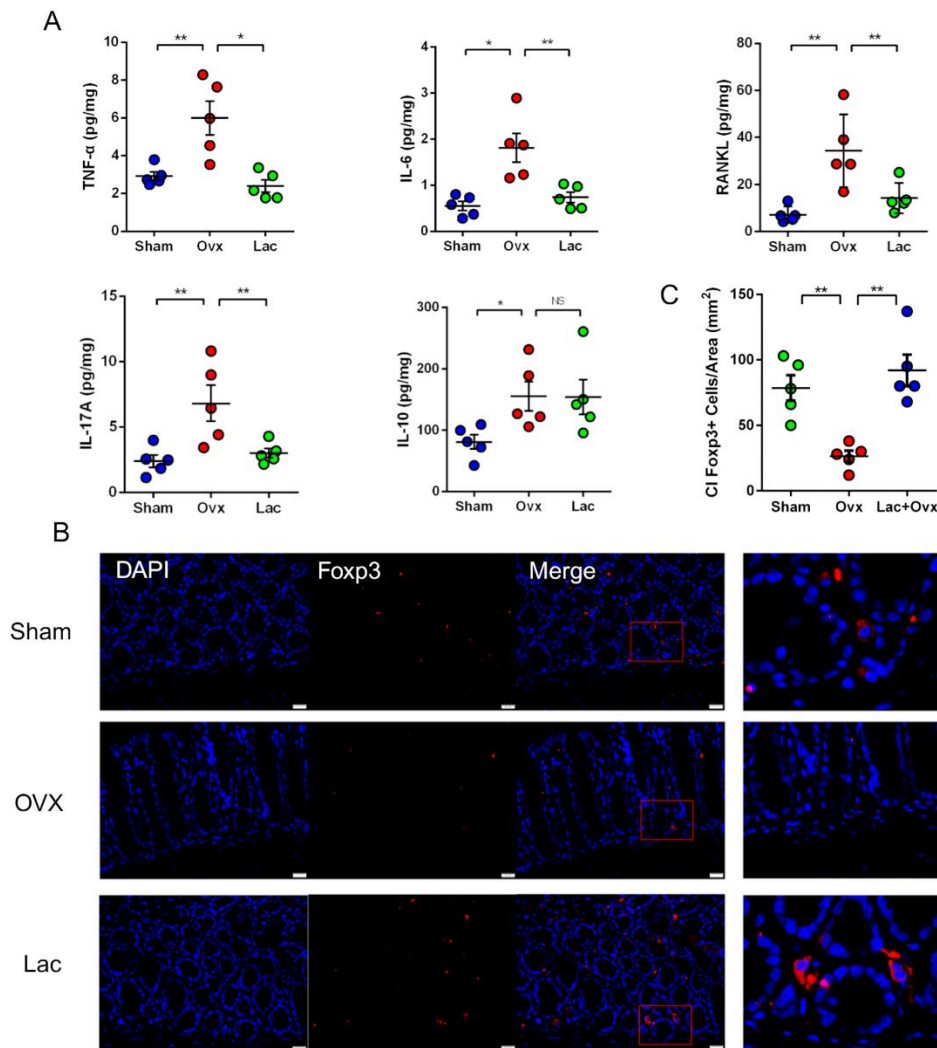 A
TNF-α (pg/mg)
10
8
6
4
2
0
** *
Sham Ovx Lac
IL-6 (pg/mg)
4
3
2
1
0
* **
Sham Ovx Lac
RANKL (pg/mg)
80
60
40
20
0
** **
Sham Ovx Lac
IL-17A (pg/mg)
15
10
5
0
** **
Sham Ovx Lac
IL-10 (pg/mg)
300
200
100
0
* NS
Sham Ovx Lac
C
CI Foxp3+ Cells/Area (mm²)
150
100
50
0
** **
Sham Ovx Lac+Ovx
B
DAPI Foxp3 Merge
Sham
OVX
Lac